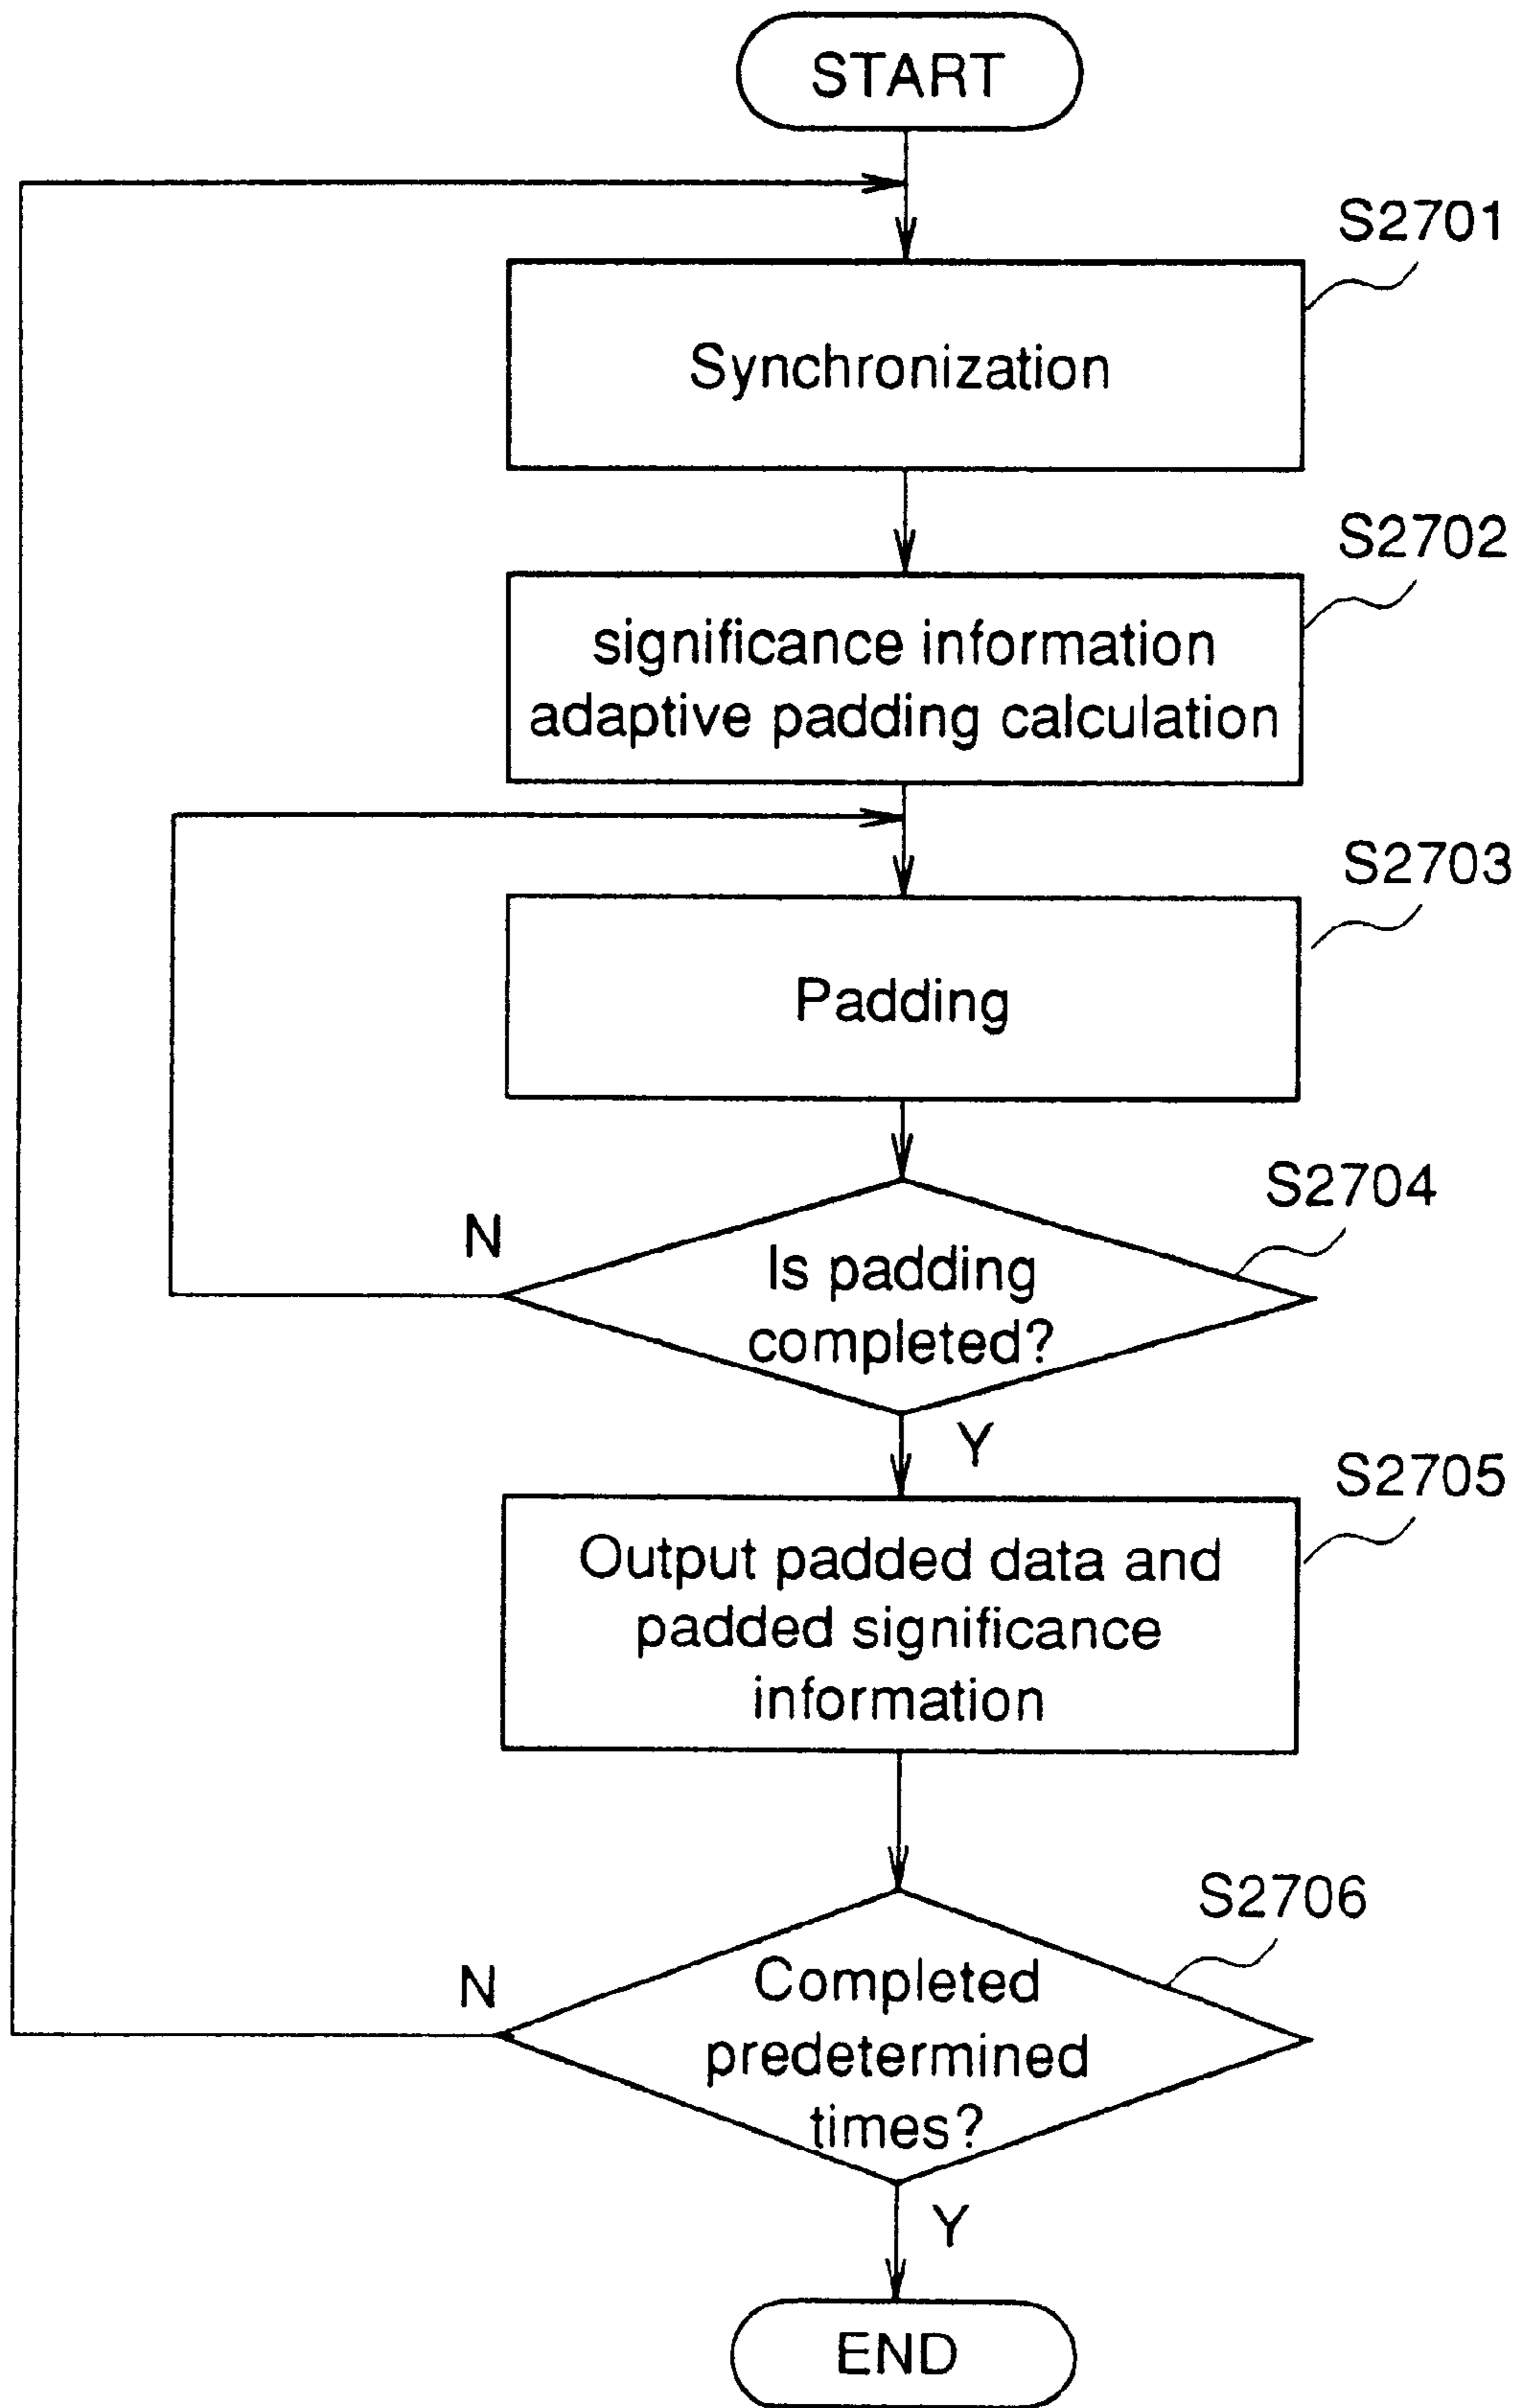 START
S2701
Synchronization
S2702
significance information
adaptive padding calculation
S2703
Padding
S2704
N
Is padding
completed?
Y
S2705
Output padded data and
padded significance
information
S2706
N
Completed
predetermined
times?
Y
END